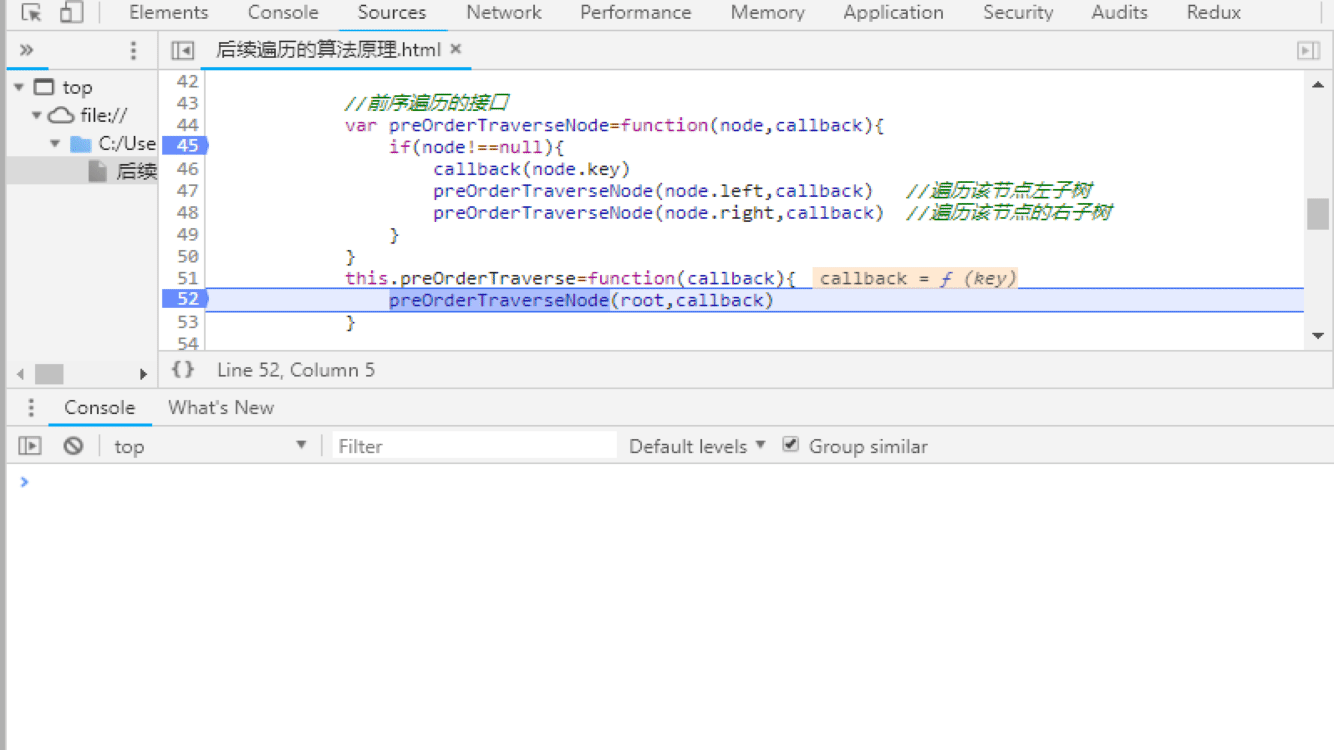 Elements Console Sources Network Performance Memory Application Security Audits Redux
» 后续遍历的算法原理.html ×
top
file://
C:/Use
后续
42
43 //前序遍历的接口
44 var preOrderTraverseNode=function(node,callback){
45 if(node!==null){
46 callback(node.key)
47 preOrderTraverseNode(node.left,callback) //遍历该节点左子树
48 preOrderTraverseNode(node.right,callback) //遍历该节点的右子树
49 }
50 }
51 this.preOrderTraverse=function(callback){ callback = ƒ (key)
52 preOrderTraverseNode(root,callback)
53 }
54
{} Line 52, Column 5
Console What's New
top Filter Default levels Group similar
›